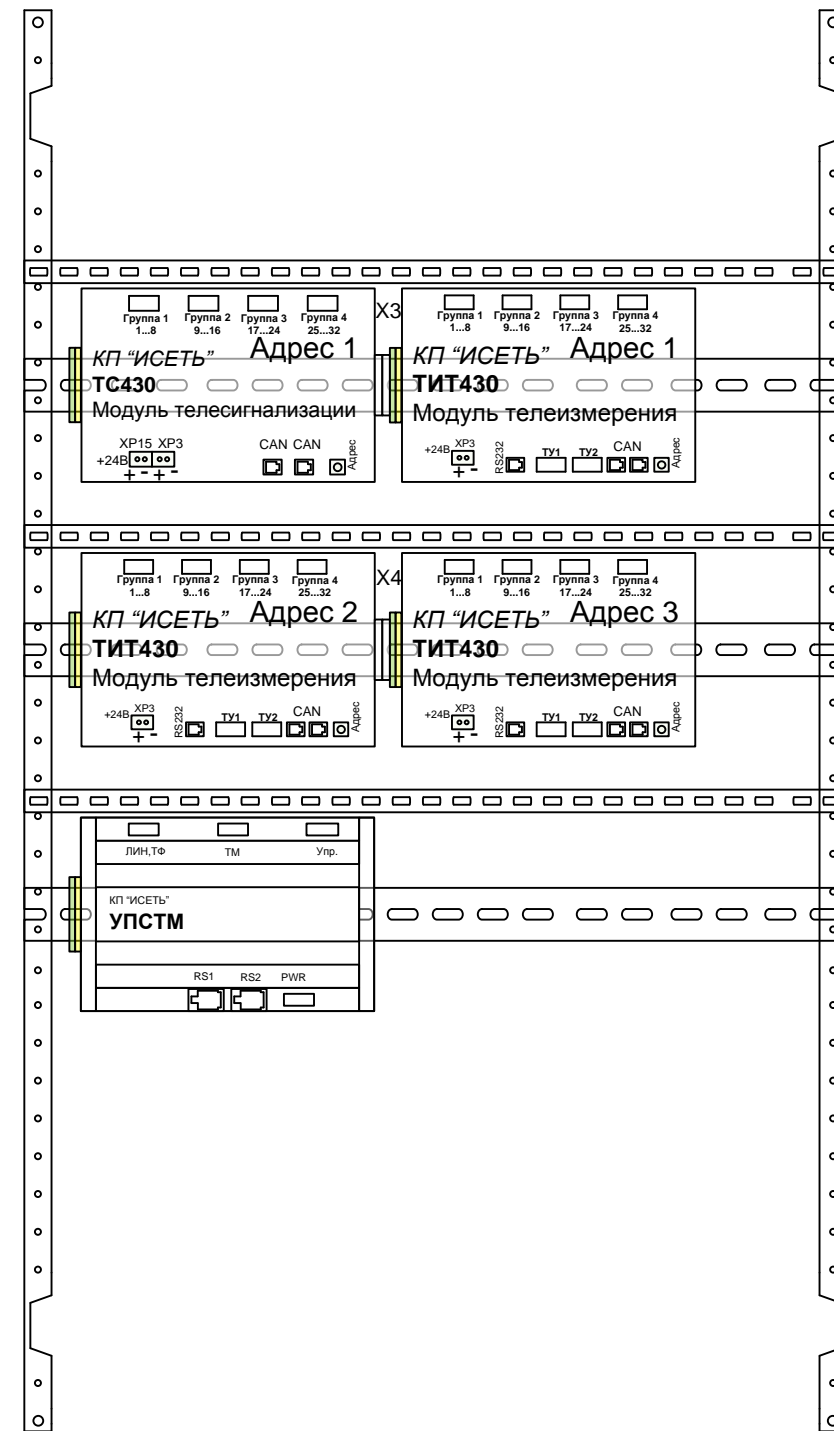 Группа 1 Группа 2 Группа 3 Группа 4
1...8 9...16 17...24 25...32
Адрес 1
КП “ИСЕТЬ”
ТС430
Модуль телесигнализации
XP15 XP3
+24В
+ - + -
CAN CAN
Адрес
X3
Группа 1 Группа 2 Группа 3 Группа 4
1...8 9...16 17...24 25...32
Адрес 1
КП “ИСЕТЬ”
ТИТ430
Модуль телеизмерения
+24В XP3
+ -
RS232
ТУ1 ТУ2 CAN
Адрес
Группа 1 Группа 2 Группа 3 Группа 4
1...8 9...16 17...24 25...32
КП “ИСЕТЬ” Адрес 2
ТИТ430
Модуль телеизмерения
+24В XP3
+ -
RS232
ТУ1 ТУ2 CAN
Адрес
X4
Группа 1 Группа 2 Группа 3 Группа 4
1...8 9...16 17...24 25...32
КП “ИСЕТЬ” Адрес 3
ТИТ430
Модуль телеизмерения
+24В XP3
+ -
RS232
ТУ1 ТУ2 CAN
Адрес
ЛИН,ТФ ТМ Упр.
КП “ИСЕТЬ”
УПСТМ
RS1 RS2 PWR